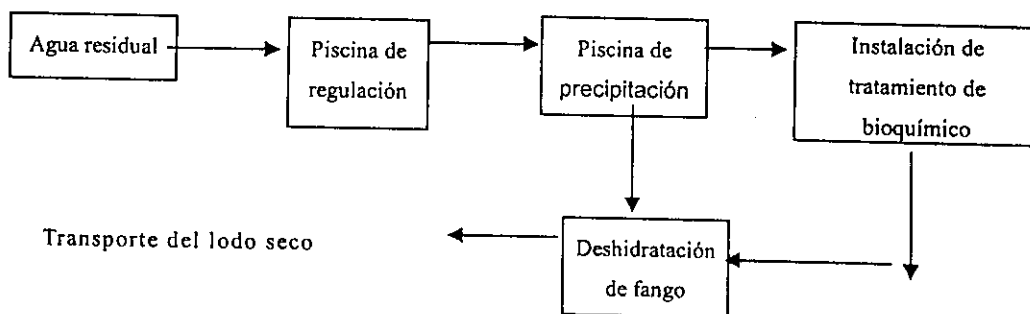 Agua residual
Piscina de
regulación
Piscina de
precipitación
Instalación de
tratamiento de
bioquímico
Transporte del lodo seco
Deshidratación
de fango